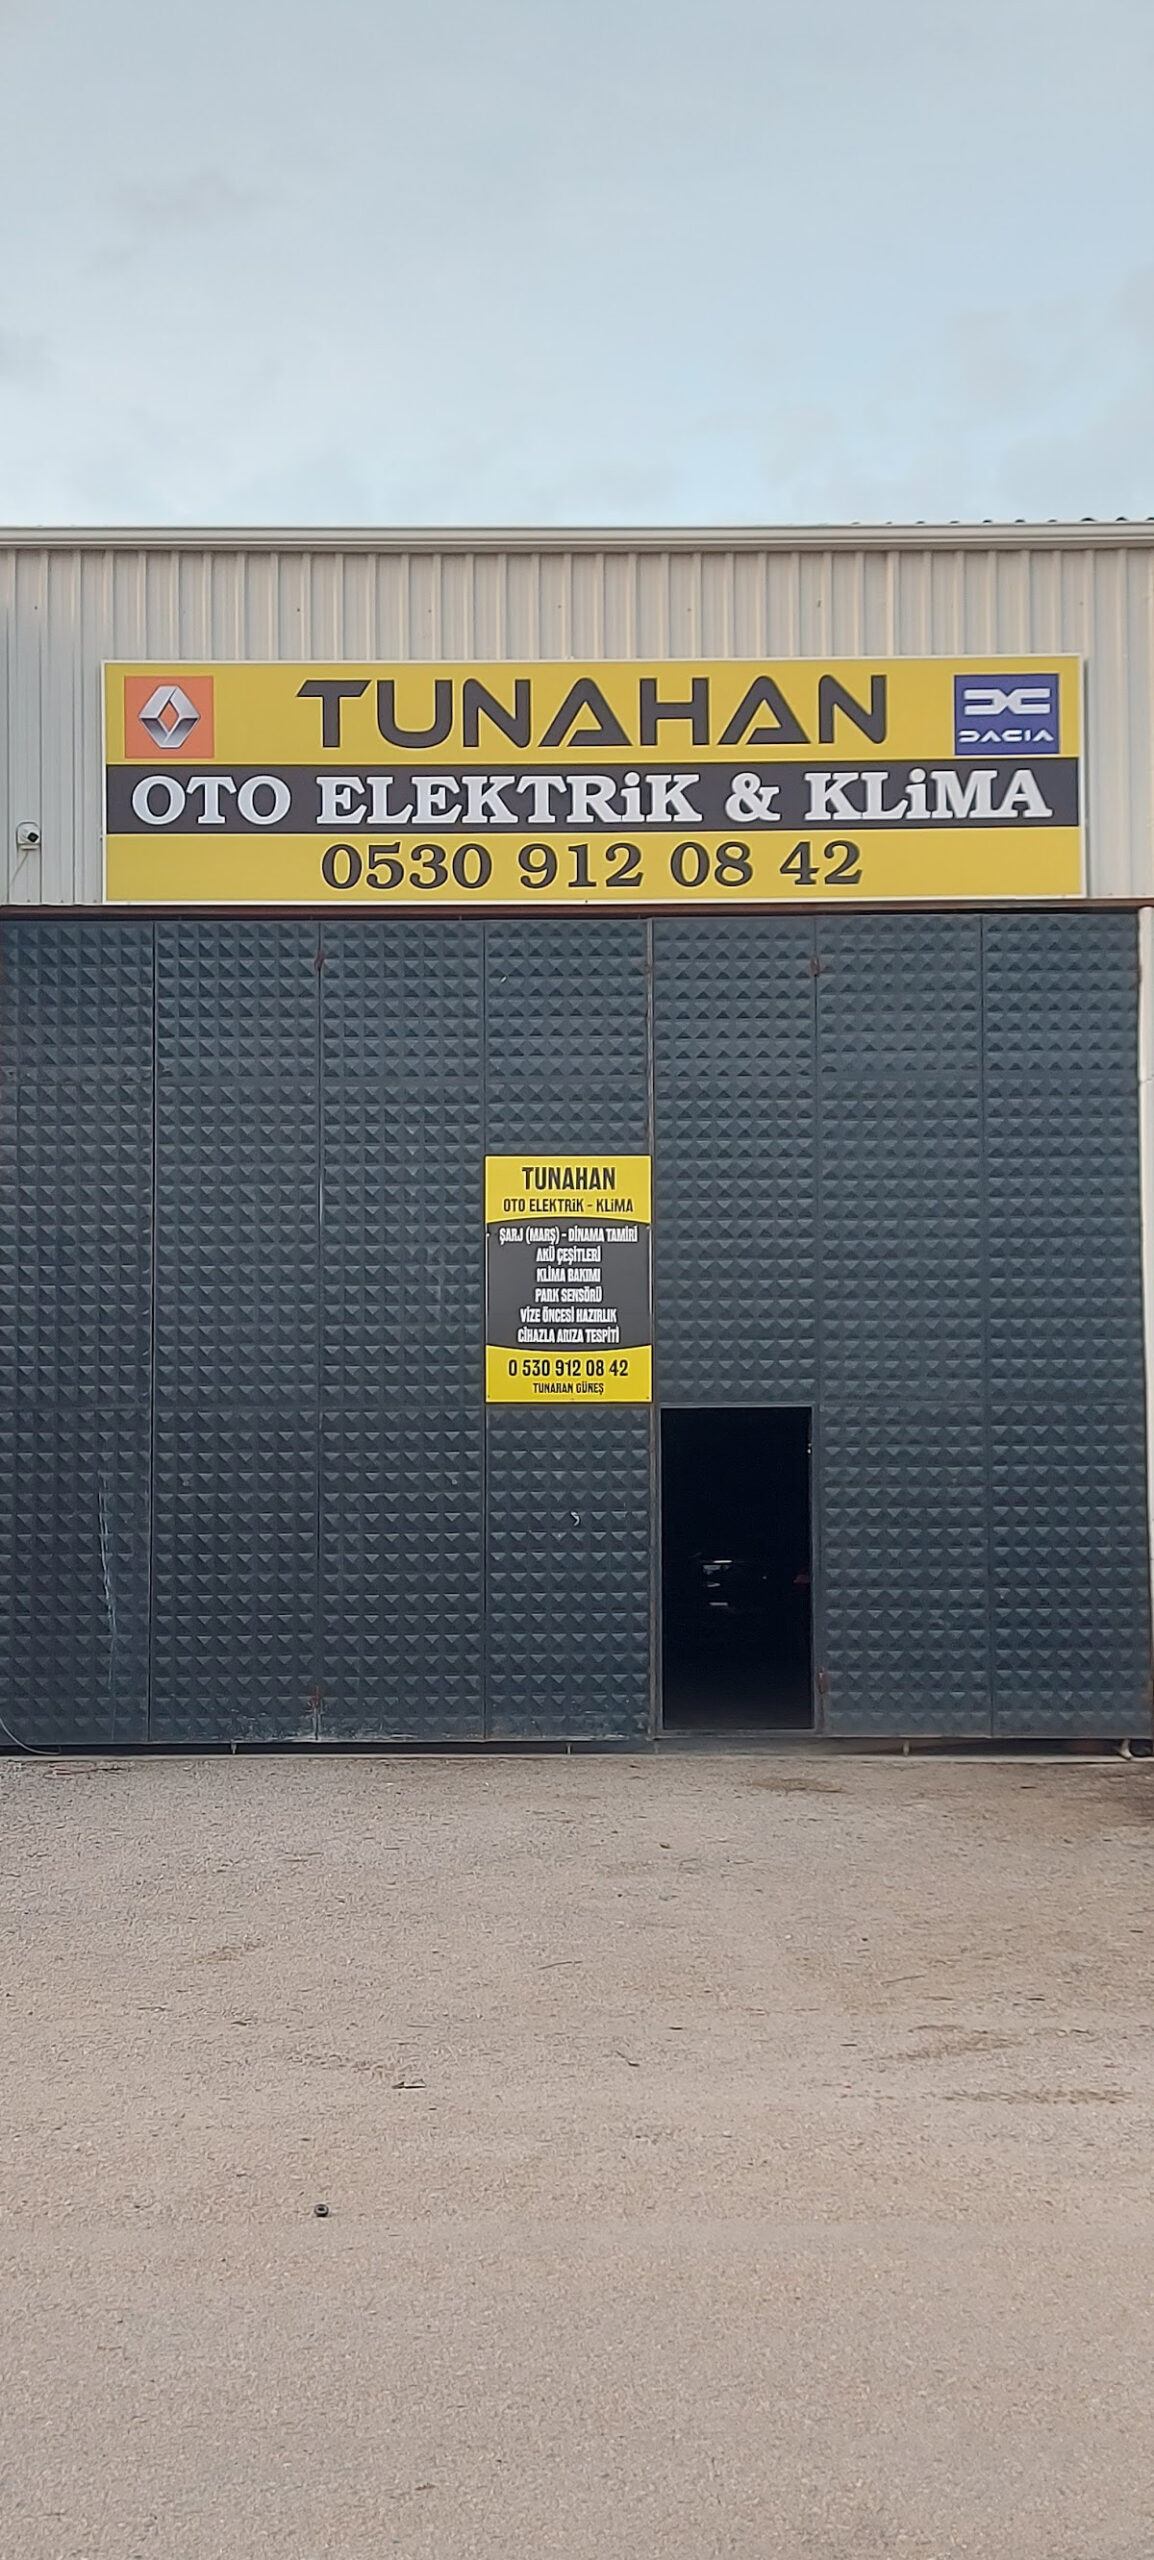 TUNAHAN
DACIA
OTO ELEKTRiK & KLiMA
0530 912 08 42
TUNAHAN
OTO ELEKTRiK - KLiMA
ŞARJ (MARŞ) - DİNAMA TAMİRİ
AKÜ ÇEŞİTLERİ
KLİMA BAKIMI
PARK SENSÖRÜ
VİZE ÖNCESİ HAZIRLIK
CİHAZLA ARIZA TESPİTİ
0 530 912 08 42
TUNAHAN GÜNEŞ